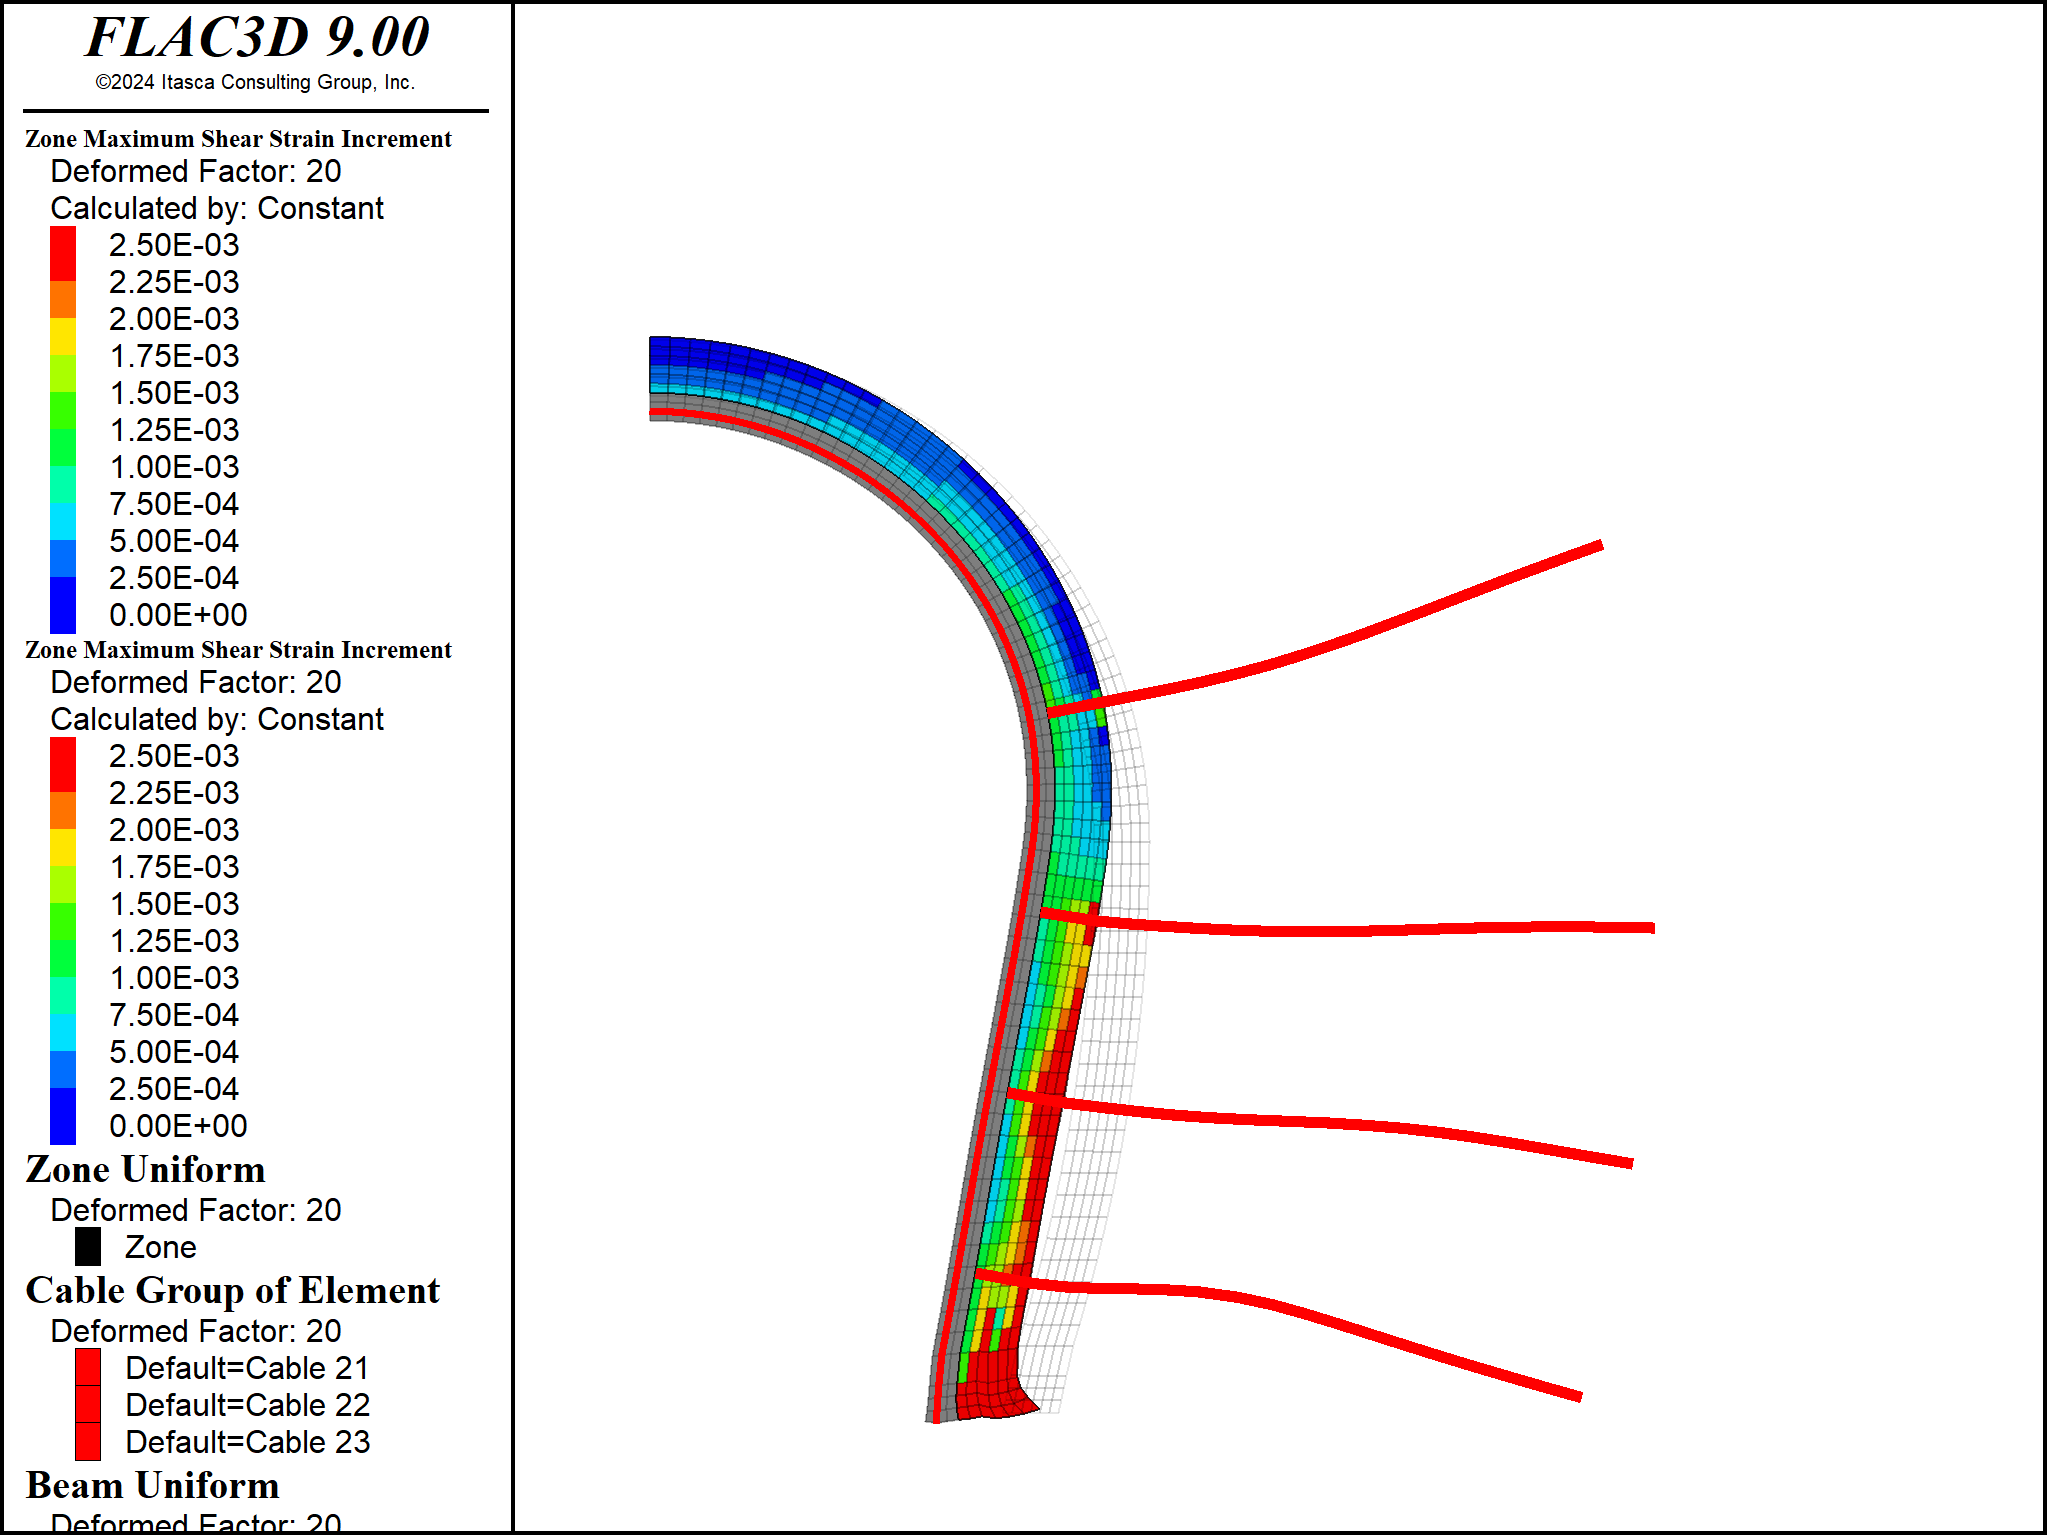 FLAC3D 9.00
©2024 Itasca Consulting Group, Inc.
Zone Maximum Shear Strain Increment
Deformed Factor: 20
Calculated by: Constant
2.50E-03
2.25E-03
2.00E-03
1.75E-03
1.50E-03
1.25E-03
1.00E-03
7.50E-04
5.00E-04
2.50E-04
0.00E+00
Zone Maximum Shear Strain Increment
Deformed Factor: 20
Calculated by: Constant
2.50E-03
2.25E-03
2.00E-03
1.75E-03
1.50E-03
1.25E-03
1.00E-03
7.50E-04
5.00E-04
2.50E-04
0.00E+00
Zone Uniform
Deformed Factor: 20
Zone
Cable Group of Element
Deformed Factor: 20
Default=Cable 21
Default=Cable 22
Default=Cable 23
Beam Uniform
Deformed Factor: 20